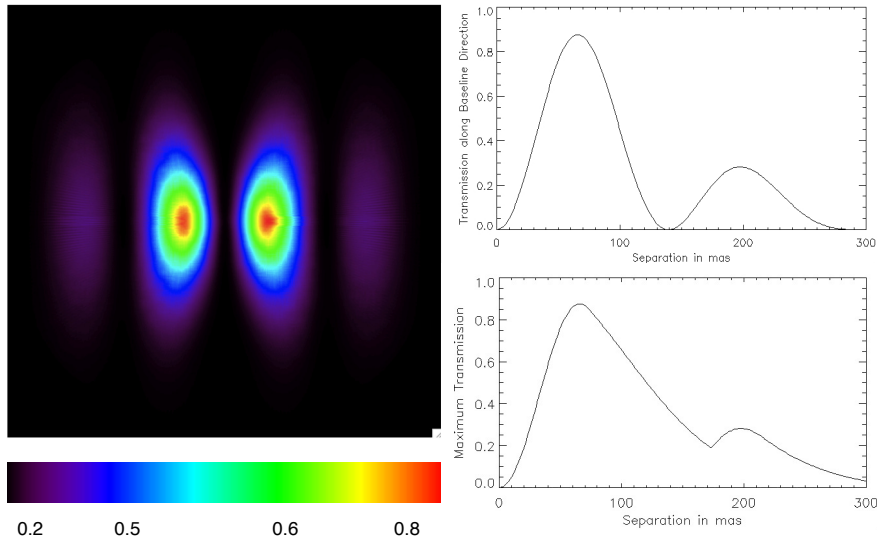 1.0
0.8
0.6
0.4
0.2
0.0
Transmission along Baseline Direction
0 100 200 300
Separation in mas
1.0
0.8
0.6
0.4
0.2
0.0
Maximum Transmission
0 100 200 300
Separation in mas
0.2 0.5 0.6 0.8